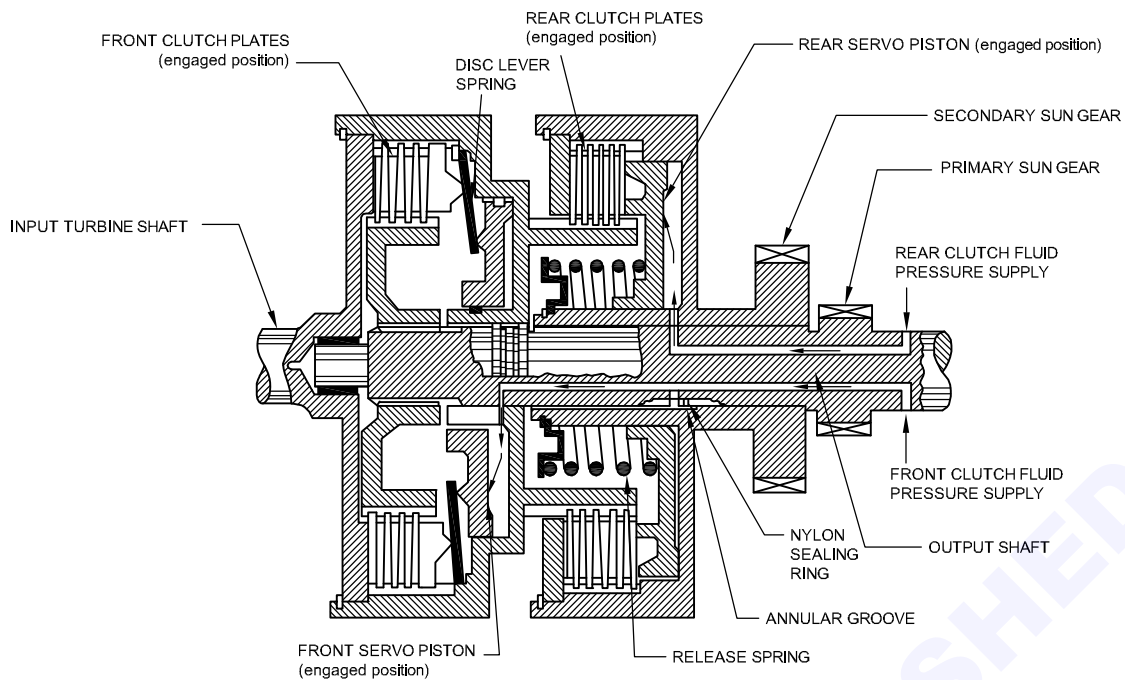 REAR CLUTCH PLATES
(engaged position)
FRONT CLUTCH PLATES
(engaged position)
DISC LEVER
SPRING
REAR SERVO PISTON (engaged position)
SECONDARY SUN GEAR
PRIMARY SUN GEAR
INPUT TURBINE SHAFT
REAR CLUTCH FLUID
PRESSURE SUPPLY
FRONT CLUTCH FLUID
PRESSURE SUPPLY
NYLON
SEALING
RING
OUTPUT SHAFT
ANNULAR GROOVE
FRONT SERVO PISTON
(engaged position)
RELEASE SPRING
SHED